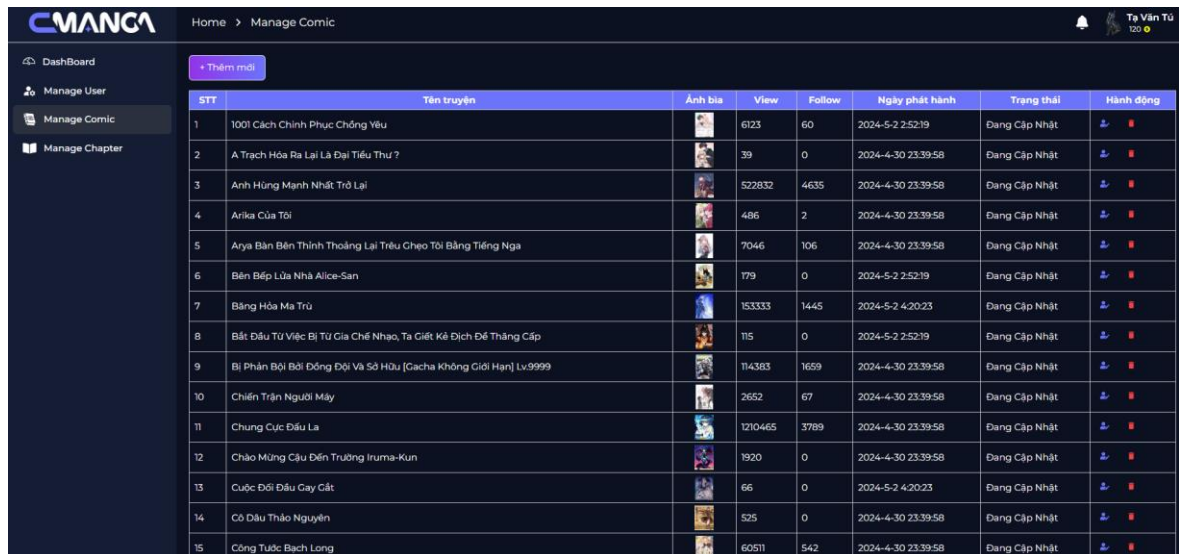 CMANGA
Home > Manage Comic
Tạ Văn Tú
120
DashBoard
Manage User
Manage Comic
Manage Chapter
+ Thêm mới
STT Tên truyện Ảnh bìa View Follow Ngày phát hành Trạng thái Hành động
1 1001 Cách Chinh Phục Chồng Yêu 6123 60 2024-5-2 2:52:19 Đang Cập Nhật
2 A Trạch Hóa Ra Lại Là Đại Tiểu Thư ? 39 0 2024-4-30 23:39:58 Đang Cập Nhật
3 Anh Hùng Mạnh Nhất Trở Lại 522832 4635 2024-4-30 23:39:58 Đang Cập Nhật
4 Arika Của Tôi 486 2 2024-4-30 23:39:58 Đang Cập Nhật
5 Arya Bàn Bên Thỉnh Thoảng Lại Trêu Ghẹo Tôi Bằng Tiếng Nga 7046 106 2024-4-30 23:39:58 Đang Cập Nhật
6 Bên Bếp Lửa Nhà Alice-San 179 0 2024-5-2 2:52:19 Đang Cập Nhật
7 Băng Hỏa Ma Trù 153333 1445 2024-5-2 4:20:23 Đang Cập Nhật
8 Bắt Đầu Từ Việc Bị Từ Gia Chế Nhạo, Ta Giết Kẻ Địch Để Thăng Cấp 115 0 2024-5-2 2:52:19 Đang Cập Nhật
9 Bị Phản Bội Bởi Đồng Đội Và Sở Hữu [Gacha Không Giới Hạn] Lv.9999 114383 1659 2024-4-30 23:39:58 Đang Cập Nhật
10 Chiến Trận Người Máy 2652 67 2024-4-30 23:39:58 Đang Cập Nhật
11 Chung Cực Đấu La 1210465 3789 2024-4-30 23:39:58 Đang Cập Nhật
12 Chào Mừng Cậu Đến Trường Iruma-Kun 1920 0 2024-4-30 23:39:58 Đang Cập Nhật
13 Cuộc Đối Đầu Gay Gắt 66 0 2024-5-2 4:20:23 Đang Cập Nhật
14 Cô Dâu Thảo Nguyên 525 0 2024-4-30 23:39:58 Đang Cập Nhật
15 Công Tước Bạch Long 60511 542 2024-4-30 23:39:58 Đang Cập Nhật